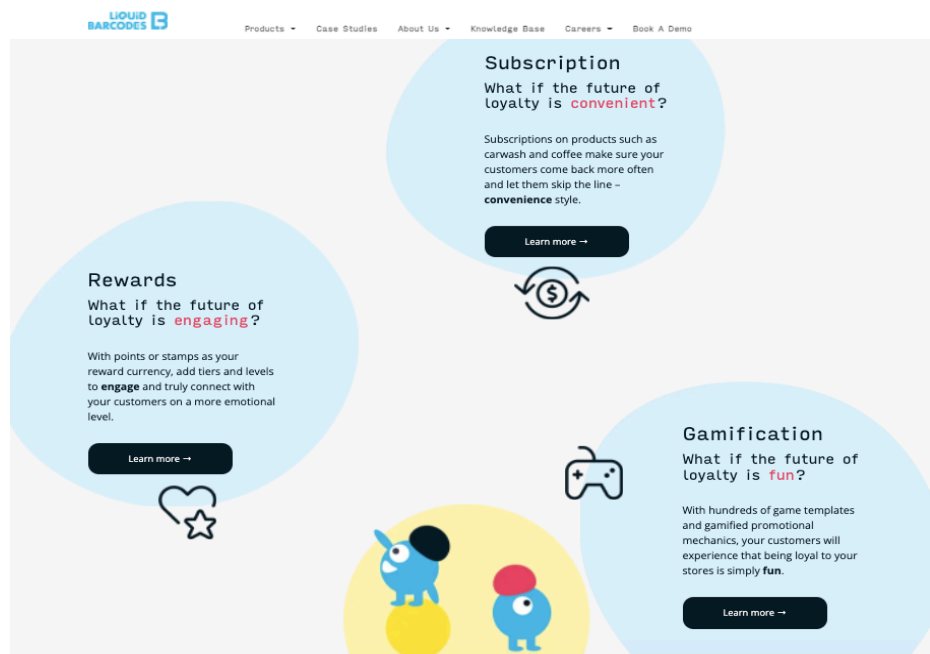 LiQUiD
BARCODES
Products
Case Studies
About Us
Knowledge Base
Careers
Book A Demo
Subscription
What if the future of
loyalty is convenient?
Subscriptions on products such as
carwash and coffee make sure your
customers come back more often
and let them skip the line –
convenience style.
Learn more →
Rewards
What if the future of
loyalty is engaging?
With points or stamps as your
reward currency, add tiers and levels
to engage and truly connect with
your customers on a more emotional
level.
Learn more →
Gamification
What if the future of
loyalty is fun?
With hundreds of game templates
and gamified promotional
mechanics, your customers will
experience that being loyal to your
stores is simply fun.
Learn more →